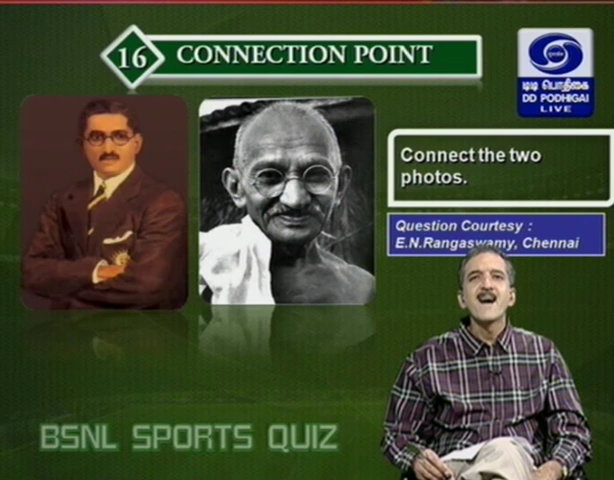 16 CONNECTION POINT
டிடி பொதிகை
DD PODHIGAI
LIVE
Connect the two
photos.
Question Courtesy :
E.N.Rangaswamy, Chennai
BSNL SPORTS QUIZ